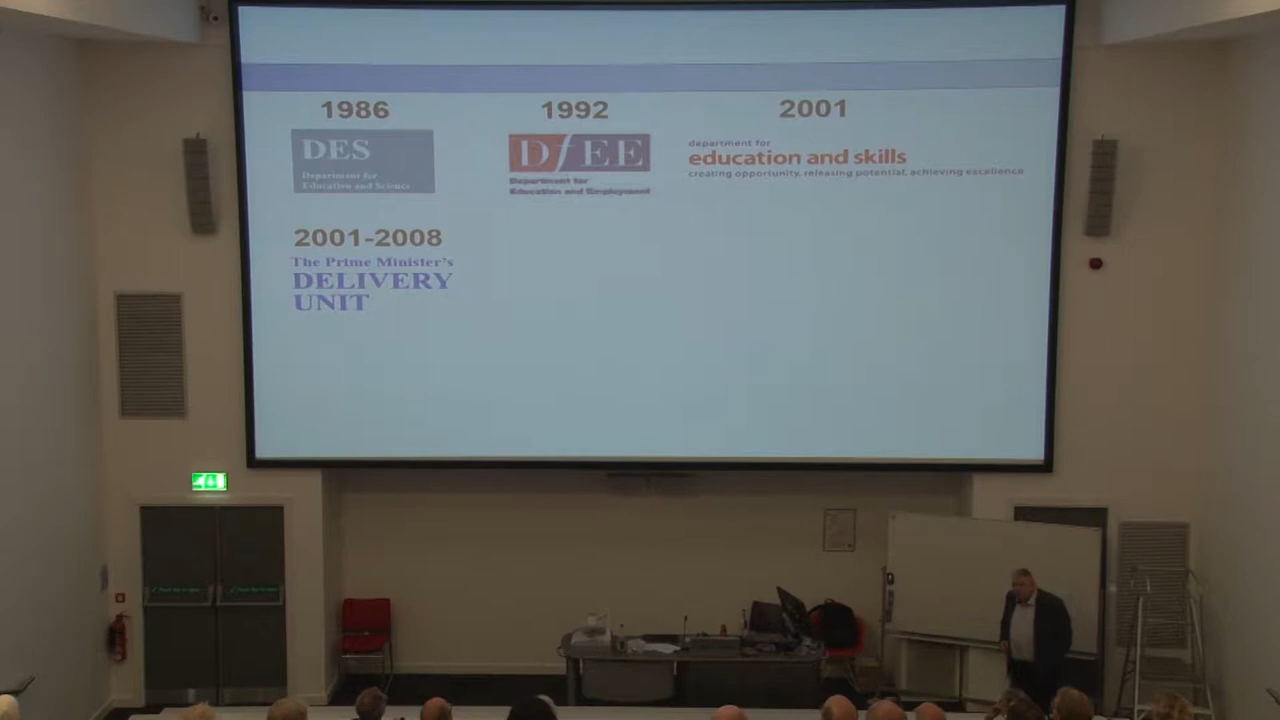 1986
1992
2001
DES
Department for
Education and Science
DfEE
Department for
Education and Employment
department for
education and skills
creating opportunity, releasing potential, achieving excellence
2001-2008
The Prime Minister's
DELIVERY
UNIT